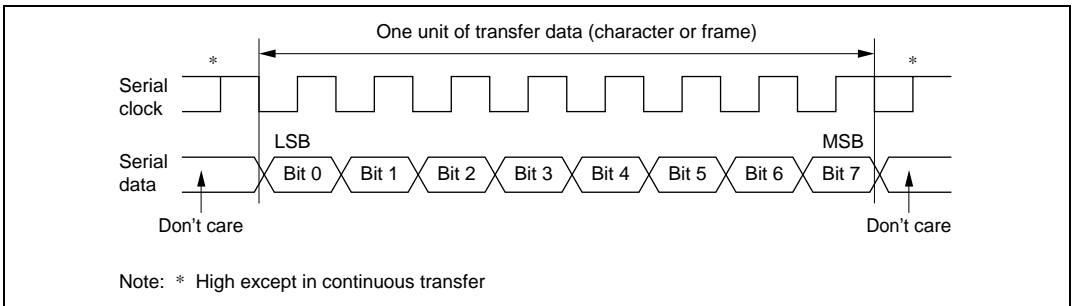 One unit of transfer data (character or frame)
* *
Serial
clock
LSB MSB
Serial
data
Bit 0 Bit 1 Bit 2 Bit 3 Bit 4 Bit 5 Bit 6 Bit 7
Don't care Don't care
Note: * High except in continuous transfer